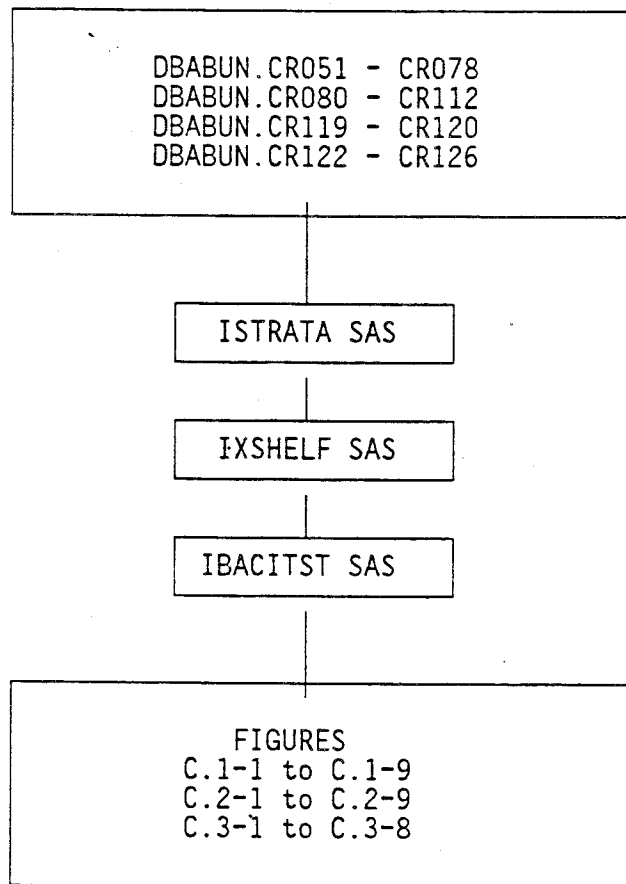 DBABUN.CR051 - CR078
DBABUN.CR080 - CR112
DBABUN.CR119 - CR120
DBABUN.CR122 - CR126
ISTRATA SAS
IXSHELF SAS
IBACITST SAS
FIGURES
C.1-1 to C.1-9
C.2-1 to C.2-9
C.3-1 to C.3-8